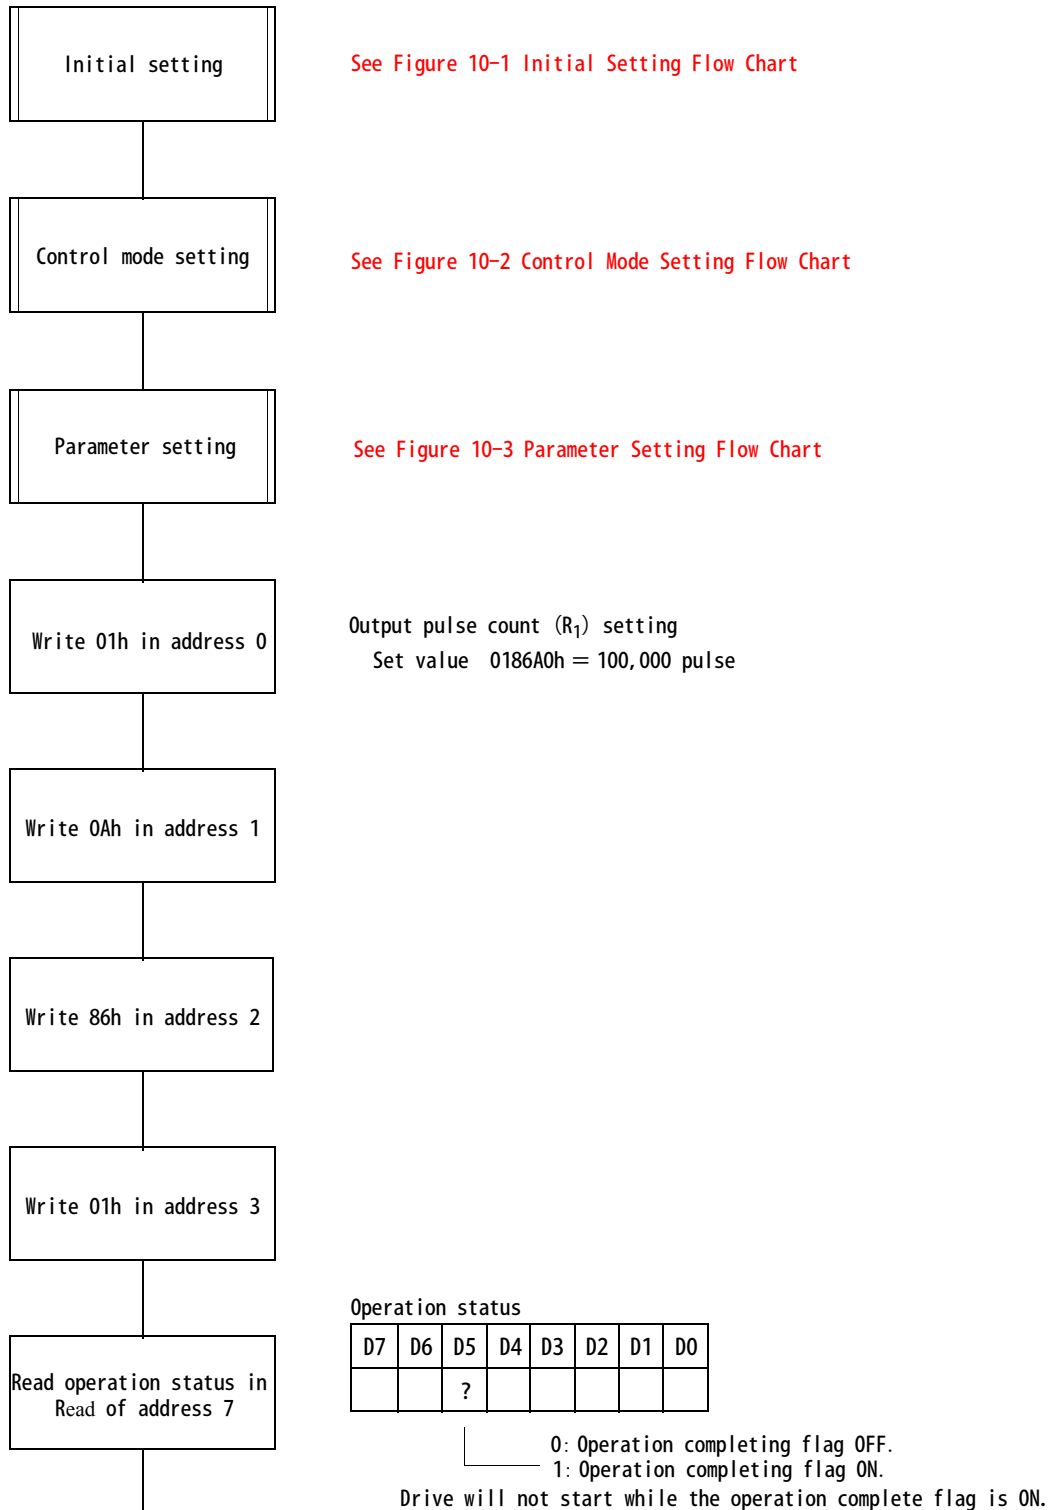 Initial setting
See Figure 10-1 Initial Setting Flow Chart
Control mode setting
See Figure 10-2 Control Mode Setting Flow Chart
Parameter setting
See Figure 10-3 Parameter Setting Flow Chart
Write 01h in address 0
Output pulse count (R1) setting
Set value 0186A0h = 100,000 pulse
Write 0Ah in address 1
Write 86h in address 2
Write 01h in address 3
Operation status
D7 D6 D5 D4 D3 D2 D1 D0
?
Read operation status in
Read of address 7
0: Operation completing flag OFF.
1: Operation completing flag ON.
Drive will not start while the operation complete flag is ON.